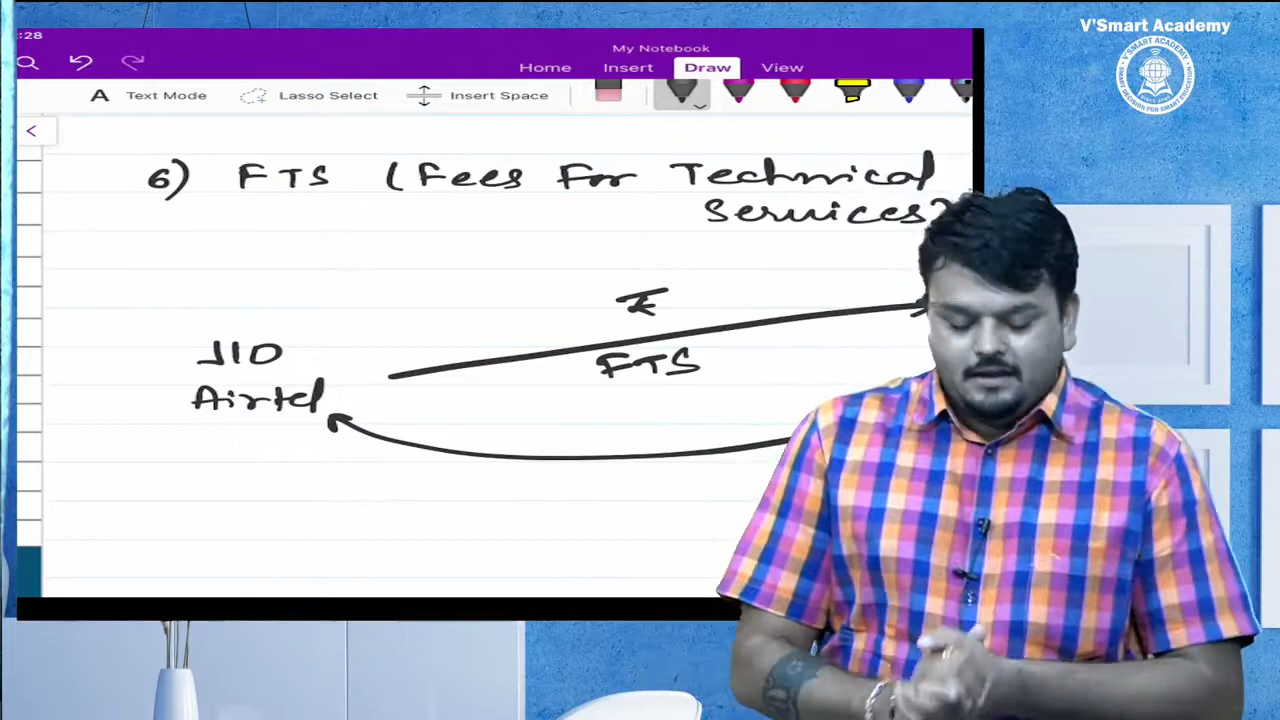 V'Smart Academy
:28
My Notebook
Home Insert Draw View
A Text Mode Lasso Select Insert Space
6) FTS (Fees For Technical
Services)
₹
FTS
JIO
Airtel